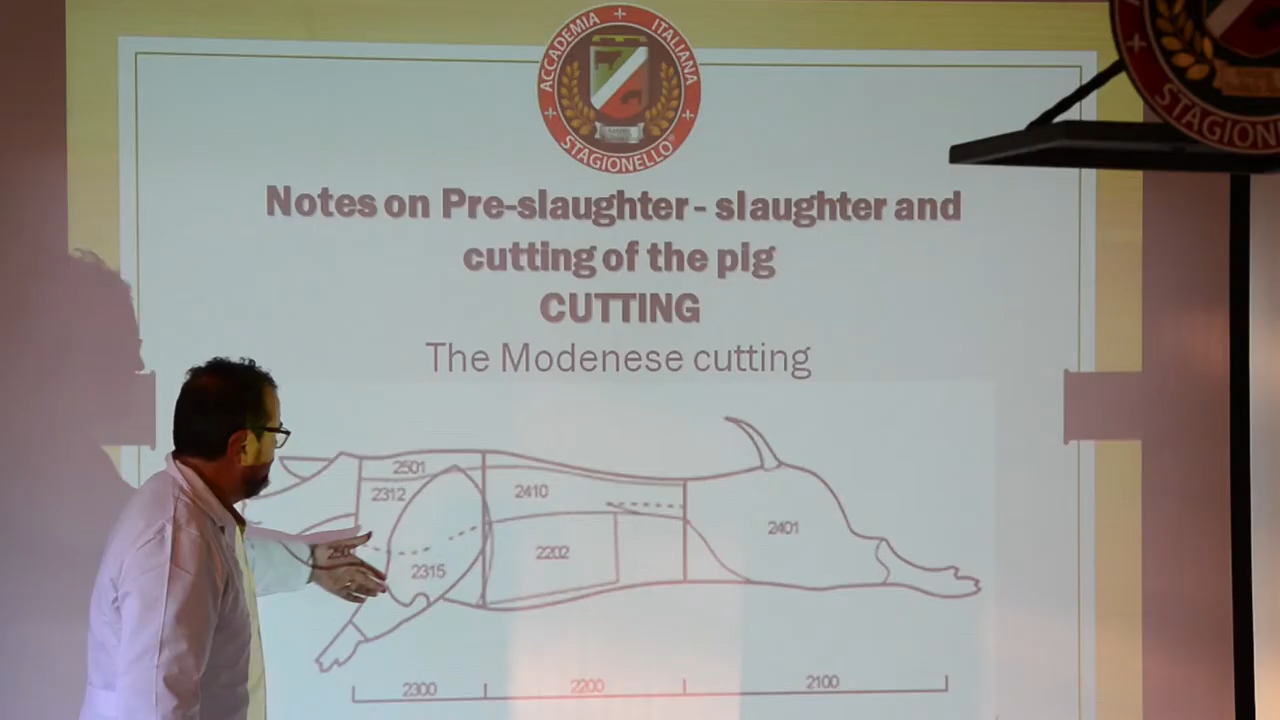 ACCADEMIA ITALIANA
STAGIONELLO®
STAGION
Notes on Pre-slaughter - slaughter and
cutting of the pig
CUTTING
The Modenese cutting
2501
2312
2410
2401
2202
2315
2300
2200
2100